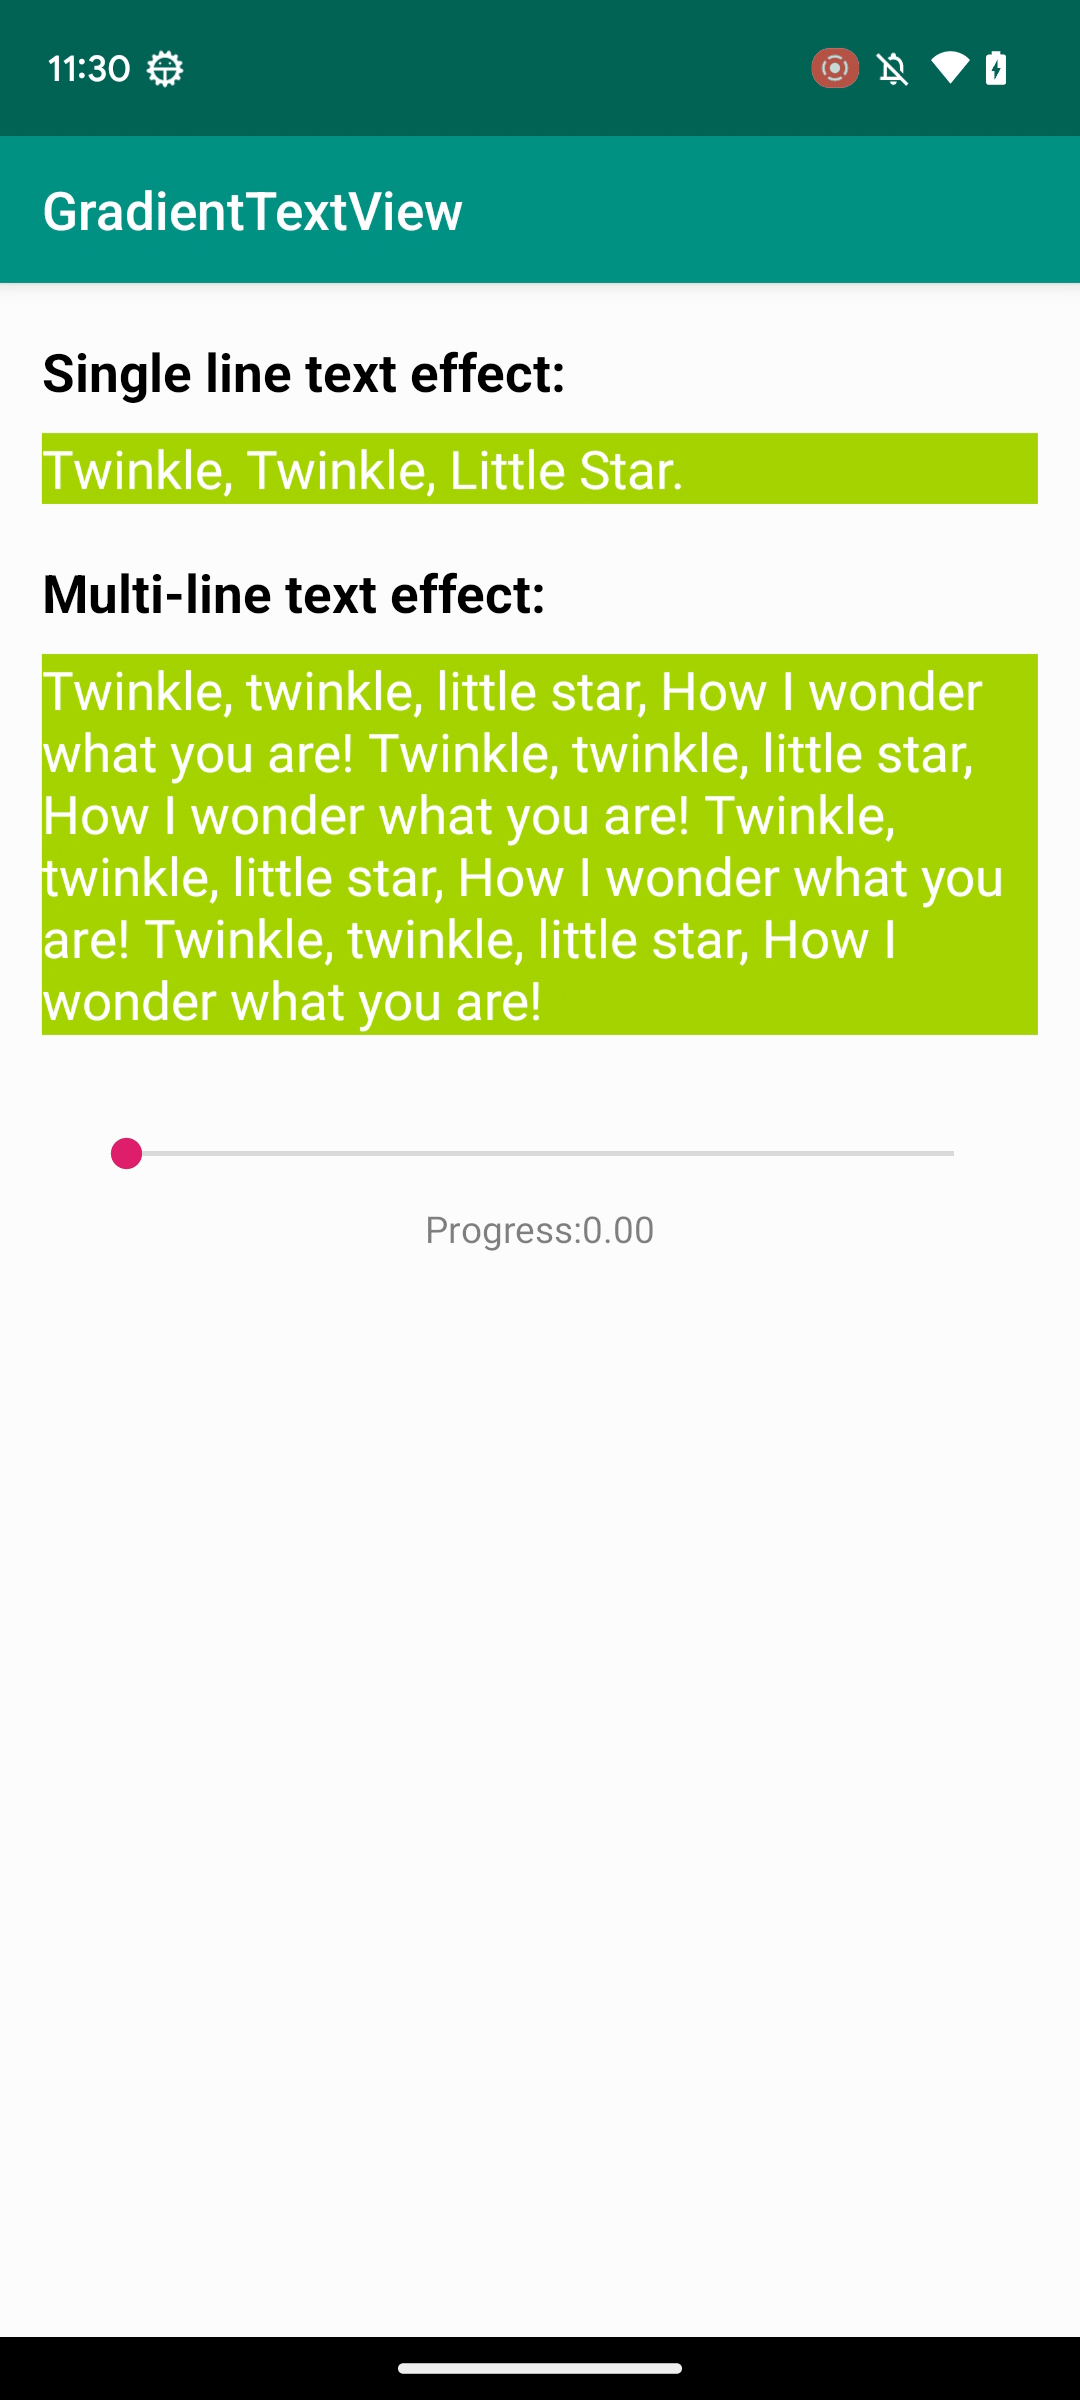 11:30
GradientTextView
Single line text effect:
Twinkle, Twinkle, Little Star.
Multi-line text effect:
Twinkle, twinkle, little star, How I wonder
what you are! Twinkle, twinkle, little star,
How I wonder what you are! Twinkle,
twinkle, little star, How I wonder what you
are! Twinkle, twinkle, little star, How I
wonder what you are!
Progress:0.00